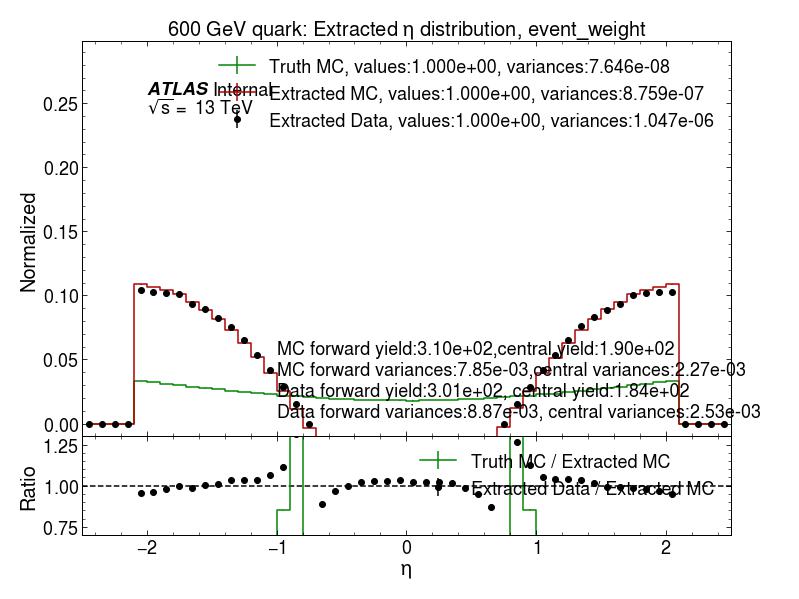 600 GeV quark: Extracted η distribution, event_weight
Truth MC, values:1.000e+00, variances:7.646e-08
ATLAS Internal
Extracted MC, values:1.000e+00, variances:8.759e-07
√s = 13 TeV
Extracted Data, values:1.000e+00, variances:1.047e-06
Normalized
0.25
0.20
0.15
0.10
0.05
0.00
MC forward yield:3.10e+02,central yield:1.90e+02
MC forward variances:7.85e-03,central variances:2.27e-03
Data forward yield:3.01e+02, central yield:1.84e+02
Data forward variances:8.87e-03, central variances:2.53e-03
Ratio
1.25
1.00
0.75
Truth MC / Extracted MC
Extracted Data / Extracted MC
−2 −1 0 1 2
η